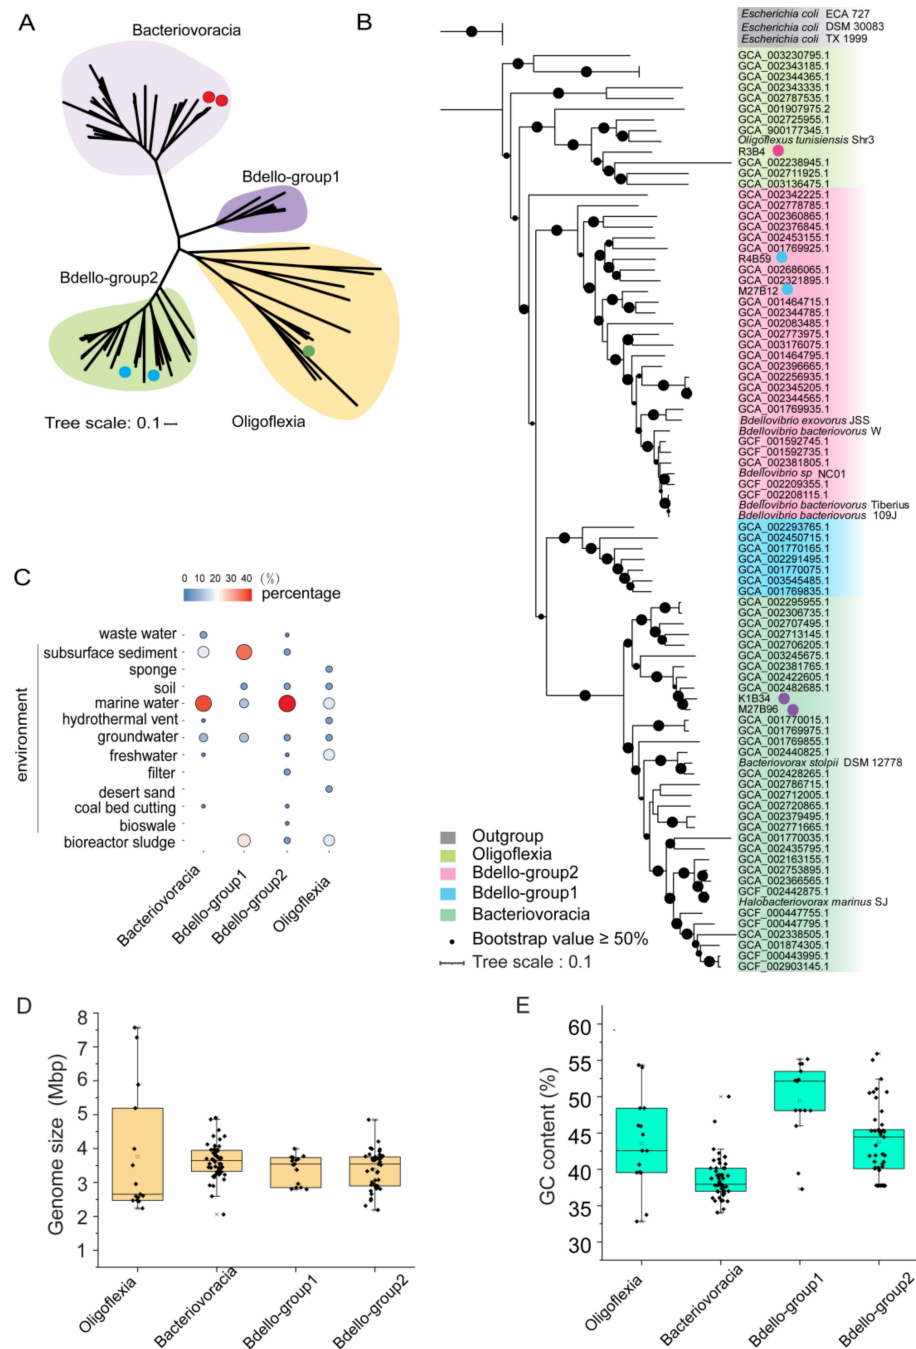 A
Bacteriovoracia
Bdello-group1
Bdello-group2
Oligoflexia
Tree scale: 0.1
B
Escherichia coli ECA 727
Escherichia coli DSM 30083
Escherichia coli TX 1999
GCA_003230795.1
GCA_002343185.1
GCA_002344365.1
GCA_002343335.1
GCA_002787535.1
GCA_001907975.2
GCA_002725955.1
GCA_900177345.1
Oligoflexus tunisiensis Shr3
R3B4
GCA_002238945.1
GCA_002711925.1
GCA_003136475.1
GCA_002342225.1
GCA_002778785.1
GCA_002360865.1
GCA_002376845.1
GCA_002453155.1
GCA_001769925.1
R4B59
GCA_002686065.1
GCA_002321895.1
M27B12
GCA_001464715.1
GCA_002344785.1
GCA_002083485.1
GCA_002773975.1
GCA_003176075.1
GCA_001464795.1
GCA_002396665.1
GCA_002256935.1
GCA_002345205.1
GCA_002344565.1
GCA_001769935.1
Bdellovibrio exovorus JSS
Bdellovibrio bacteriovorus W
GCF_001592745.1
GCF_001592735.1
GCA_002381805.1
Bdellovibrio sp NC01
GCF_002209355.1
GCF_002208115.1
Bdellovibrio bacteriovorus Tiberius
Bdellovibrio bacteriovorus 109J
GCA_002293765.1
GCA_002450715.1
GCA_001770165.1
GCA_002291495.1
GCA_001770075.1
GCA_003545485.1
GCA_001769835.1
GCA_002295955.1
GCA_002306735.1
GCA_002707495.1
GCA_002713145.1
GCA_002706205.1
GCA_003245675.1
GCA_002381765.1
GCA_002422605.1
GCA_002482685.1
K1B34
M27B96
GCA_001770015.1
GCA_001769975.1
GCA_001769855.1
GCA_002440825.1
Bacteriovorax stolpii DSM 12778
GCA_002428265.1
GCA_002786715.1
GCA_002712005.1
GCA_002720865.1
GCA_002379495.1
GCA_002771665.1
GCA_001770035.1
GCA_002435795.1
GCA_002163155.1
GCA_002753895.1
GCA_002366565.1
GCF_002442875.1
Halobacteriovorax marinus SJ
GCF_000447755.1
GCF_000447795.1
GCA_002338505.1
GCA_001874305.1
GCF_000443995.1
GCF_002903145.1
Outgroup
Oligoflexia
Bdello-group2
Bdello-group1
Bacteriovoracia
Bootstrap value ≥ 50%
Tree scale : 0.1
C
0 10 20 30 40 (%)
percentage
environment
waste water
subsurface sediment
sponge
soil
marine water
hydrothermal vent
groundwater
freshwater
filter
desert sand
coal bed cutting
bioswale
bioreactor sludge
Bacteriovoracia
Bdello-group1
Bdello-group2
Oligoflexia
D
Genome size (Mbp)
8
7
6
5
4
3
2
1
Oligoflexia
Bacteriovoracia
Bdello-group1
Bdello-group2
E
GC content (%)
60
55
50
45
40
35
30
Oligoflexia
Bacteriovoracia
Bdello-group1
Bdello-group2